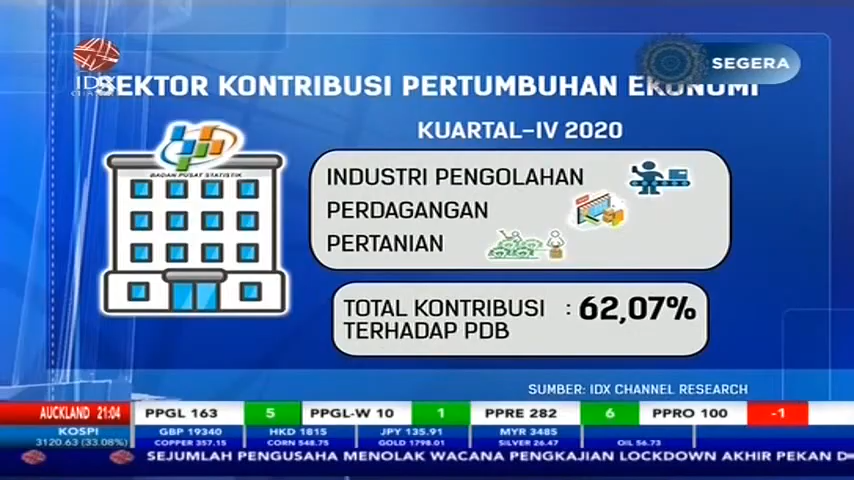 IDX
CHANNEL
SEGERA
SEKTOR KONTRIBUSI PERTUMBUHAN EKONOMI
KUARTAL-IV 2020
BADAN PUSAT STATISTIK
INDUSTRI PENGOLAHAN
PERDAGANGAN
PERTANIAN
TOTAL KONTRIBUSI : 62,07%
TERHADAP PDB
SUMBER: IDX CHANNEL RESEARCH
AUCKLAND 21:04 PPGL 163 5 PPGL-W 10 1 PPRE 282 6 PPRO 100 -1
KOSPI GBP 19340 HKD 1815 JPY 135.91 MYR 3485
3120.63 (33.08%) COPPER 357.15 CORN 548.75 GOLD 1798.01 SILVER 26.47 OIL 56.73
SEJUMLAH PENGUSAHA MENOLAK WACANA PENGKAJIAN LOCKDOWN AKHIR PEKAN D